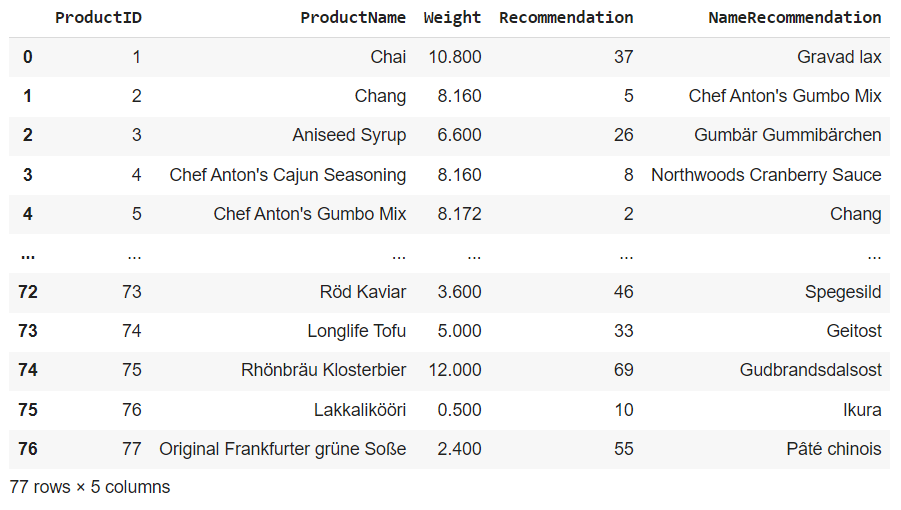 ProductID ProductName Weight Recommendation NameRecommendation
0 1 Chai 10.800 37 Gravad lax
1 2 Chang 8.160 5 Chef Anton's Gumbo Mix
2 3 Aniseed Syrup 6.600 26 Gumbär Gummibärchen
3 4 Chef Anton's Cajun Seasoning 8.160 8 Northwoods Cranberry Sauce
4 5 Chef Anton's Gumbo Mix 8.172 2 Chang
... ... ... ... ... ...
72 73 Röd Kaviar 3.600 46 Spegesild
73 74 Longlife Tofu 5.000 33 Geitost
74 75 Rhönbräu Klosterbier 12.000 69 Gudbrandsdalsost
75 76 Lakkalikööri 0.500 10 Ikura
76 77 Original Frankfurter grüne Soße 2.400 55 Pâté chinois
77 rows × 5 columns